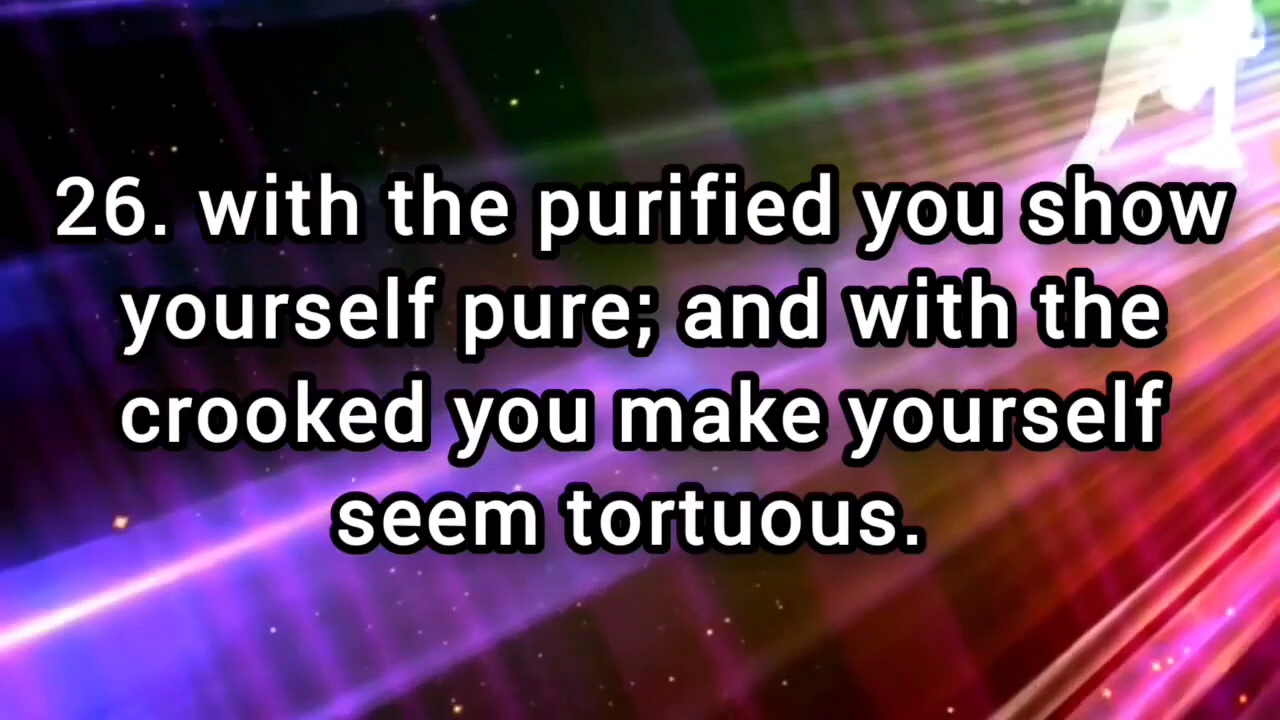 26. with the purified you show
yourself pure; and with the
crooked you make yourself
seem tortuous.